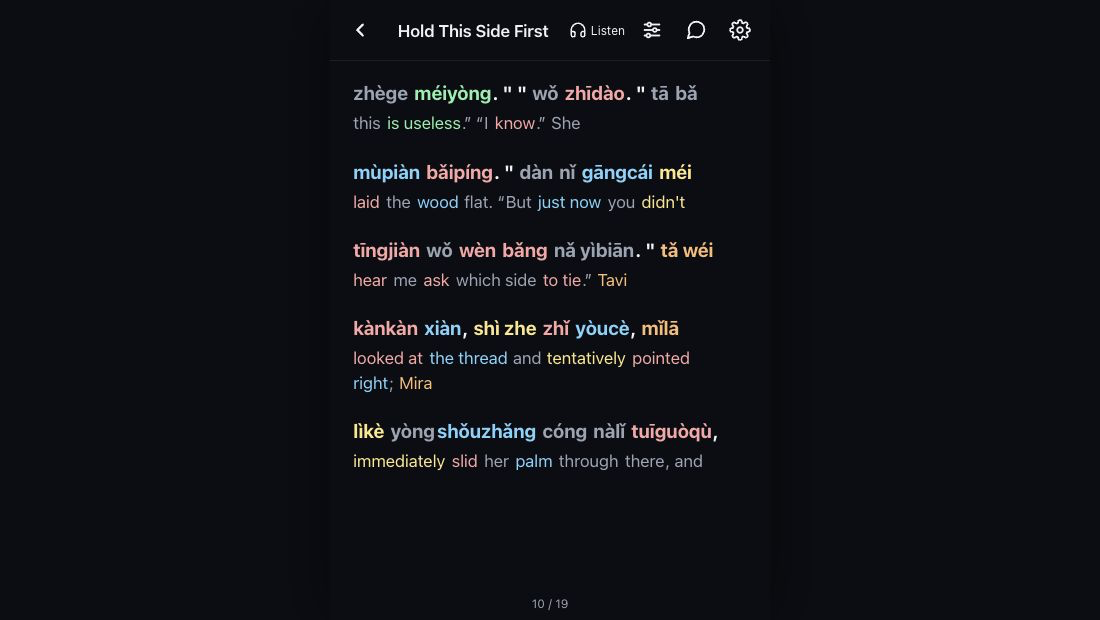 Hold This Side First
Listen
zhège méiyòng. " " wǒ zhīdào. " tā bǎ
this is useless.” “I know.” She
mùpiàn bǎipíng. " dàn nǐ gāngcái méi
laid the wood flat. “But just now you didn't
tīngjiàn wǒ wèn bǎng nǎ yìbiān. " tǎ wéi
hear me ask which side to tie.” Tavi
kànkàn xiàn, shì zhe zhǐ yòucè, mǐlā
looked at the thread and tentatively pointed
right; Mira
lìkè yòng shǒuzhǎng cóng nàlǐ tuīguòqù,
immediately slid her palm through there, and
10 / 19